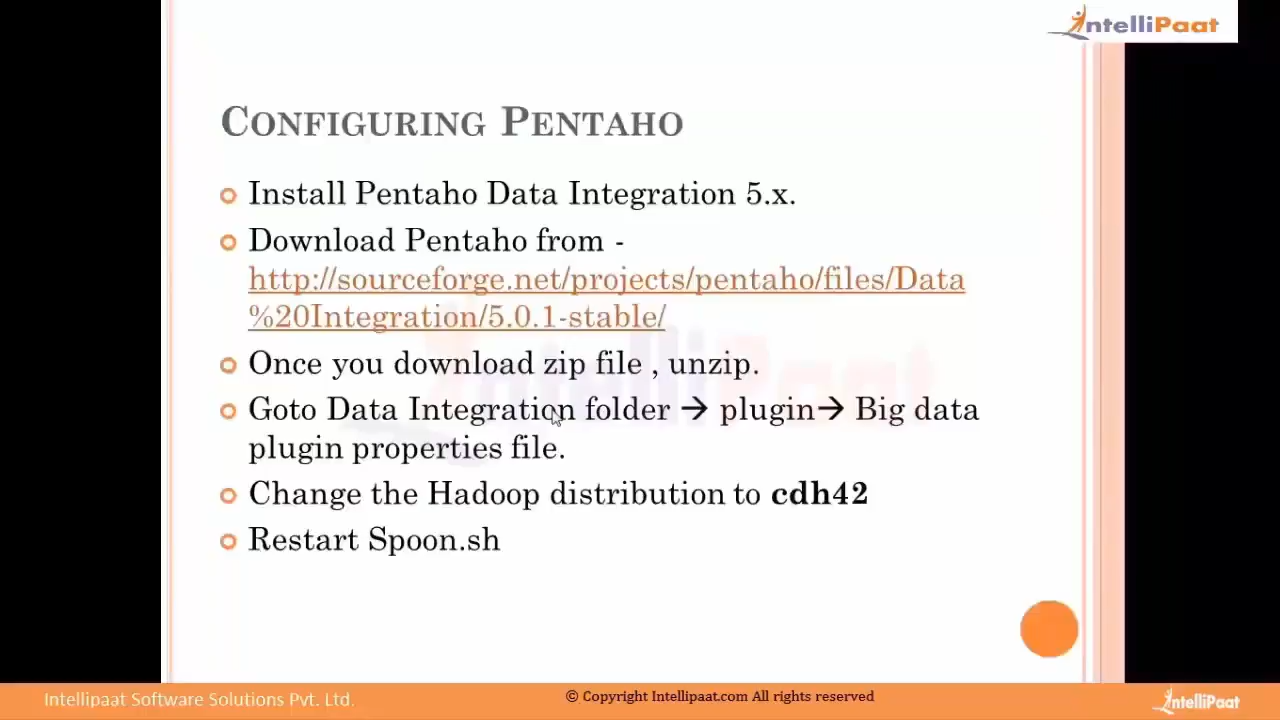 IntelliPaat
CONFIGURING PENTAHO
Install Pentaho Data Integration 5.x.
Download Pentaho from -
http://sourceforge.net/projects/pentaho/files/Data
%20Integration/5.0.1-stable/
Once you download zip file , unzip.
Goto Data Integration folder → plugin→ Big data
plugin properties file.
Change the Hadoop distribution to cdh42
Restart Spoon.sh
IntelliPaat
Intellipaat Software Solutions Pvt. Ltd.
© Copyright Intellipaat.com All rights reserved
IntelliPaat